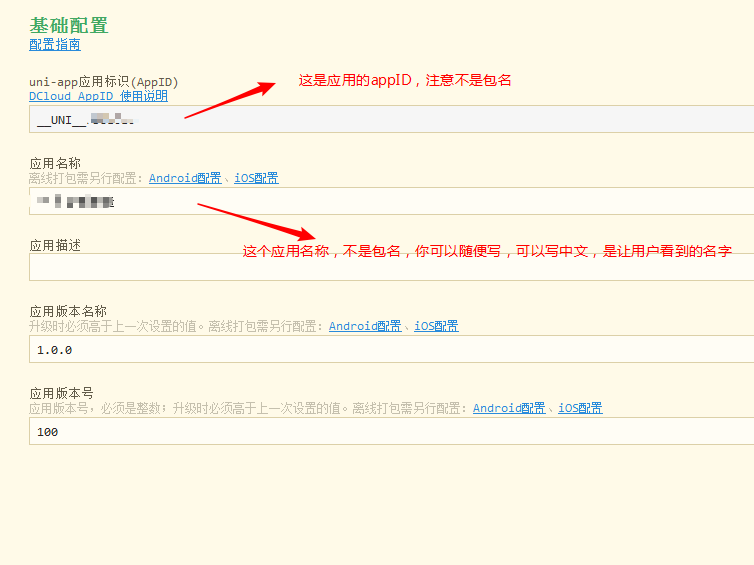 基础配置
配置指南
uni-app应用标识(AppID)
这是应用的appID，注意不是包名
DCloud AppID 使用说明
__UNI__
应用名称
离线打包需另行配置: Android配置、iOS配置
应用描述
这个应用名称，不是包名，你可以随便写，可以写中文，是让用户看到的名字
应用版本名称
升级时必须高于上一次设置的值。离线打包需另行配置: Android配置、iOS配置
1.0.0
应用版本号
应用版本号，必须是整数；升级时必须高于上一次设置的值。离线打包需另行配置: Android配置、iOS配置
100